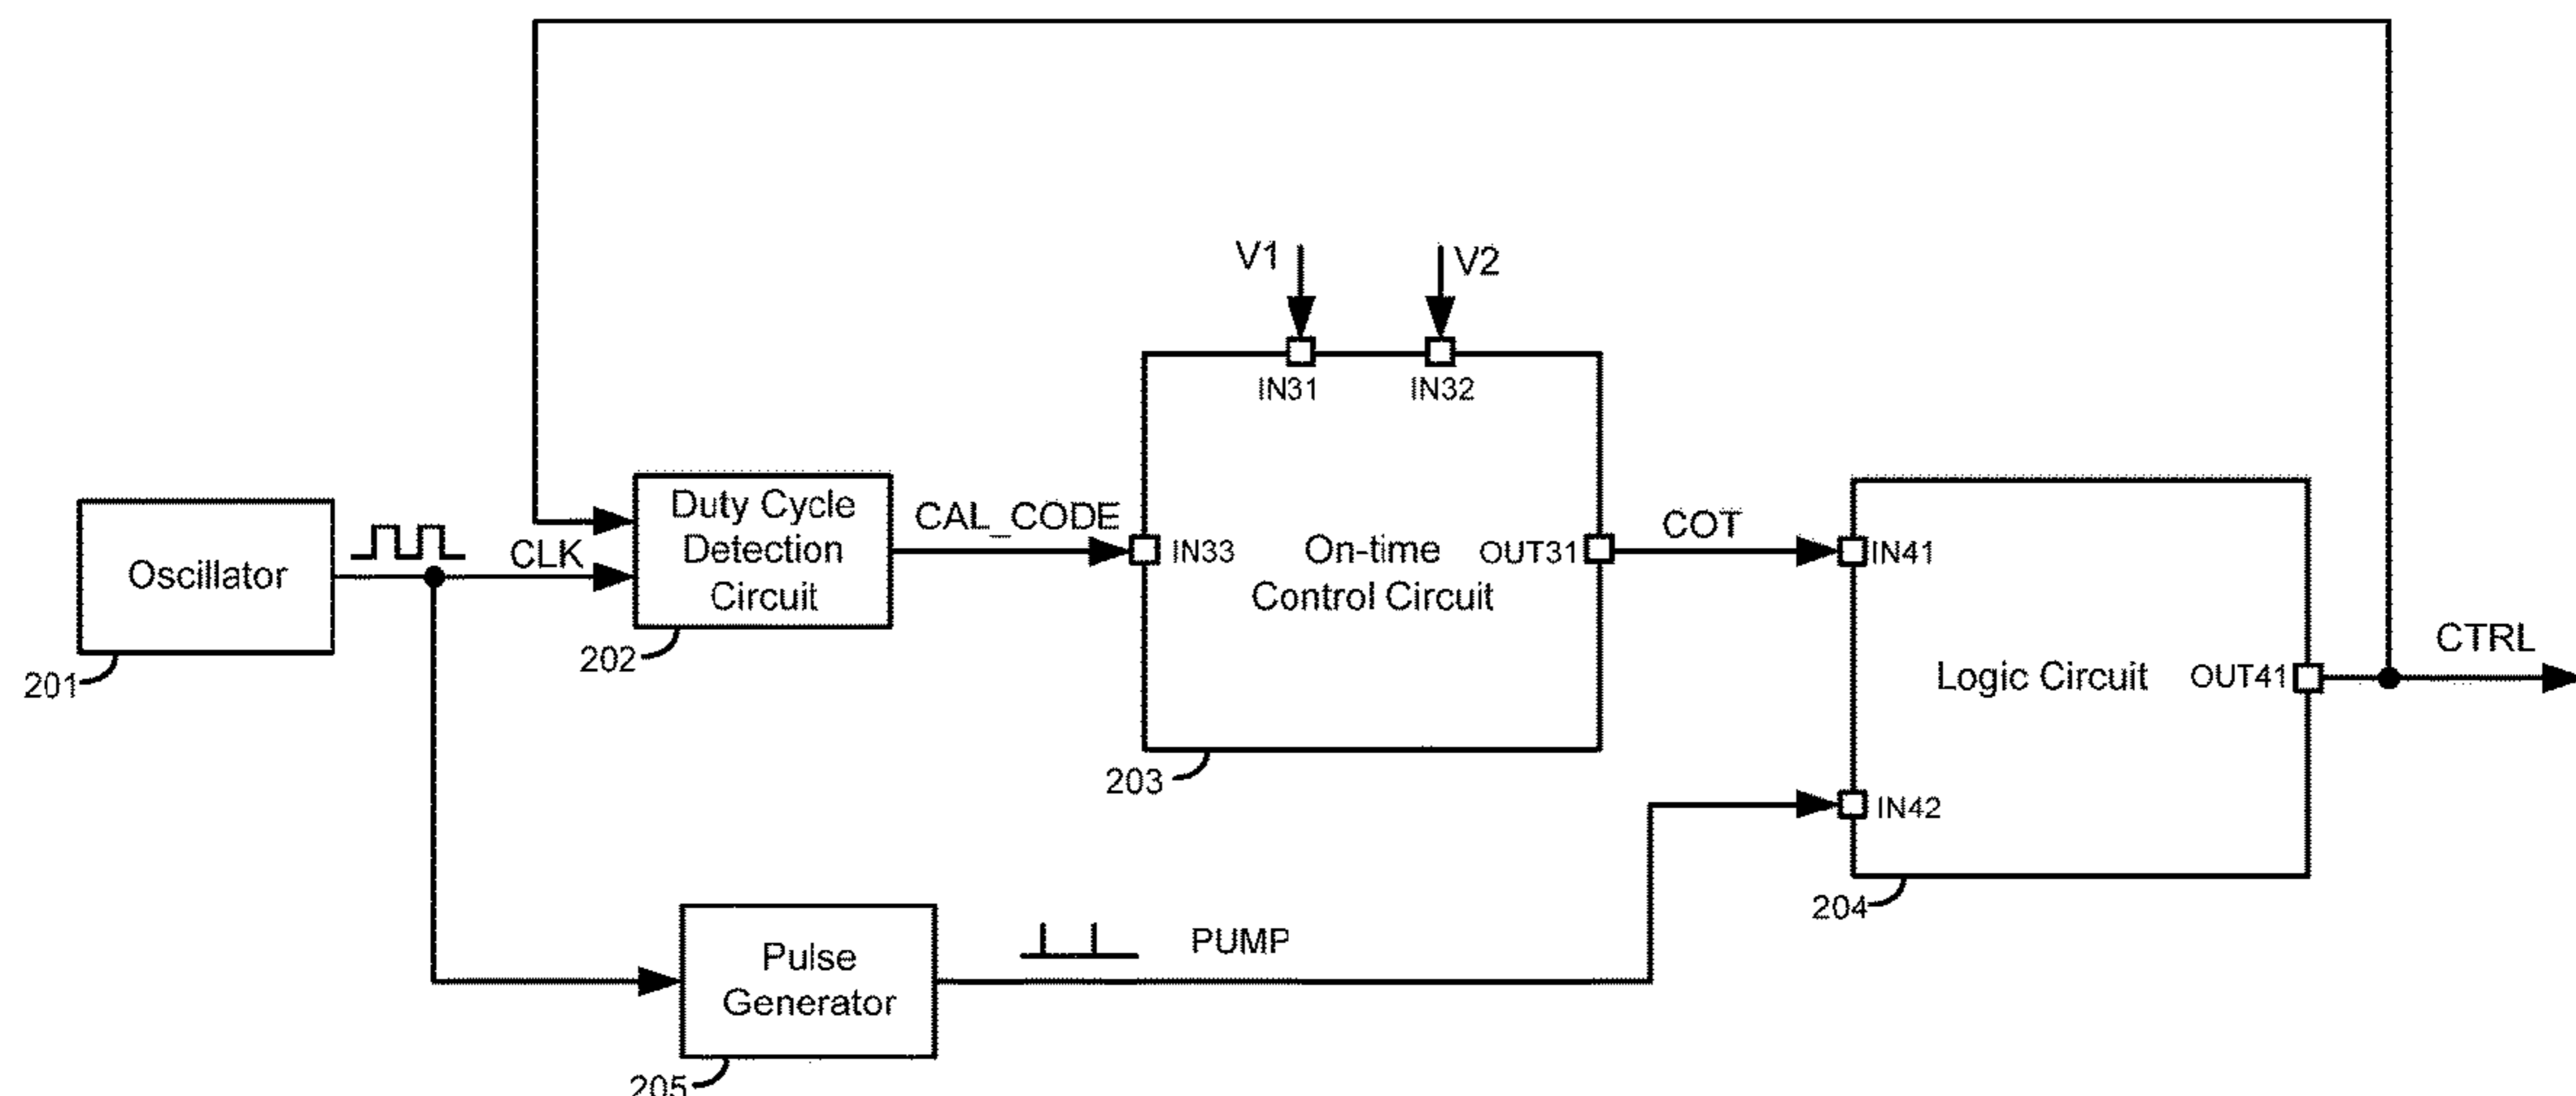 V1
V2
IN31
IN32
Duty Cycle
Detection
Circuit
CAL_CODE
CLK
Oscillator
IN33
On-time
Control Circuit
OUT31
COT
IN41
201
202
203
Logic Circuit
OUT41
CTRL
IN42
204
Pulse
Generator
PUMP
205